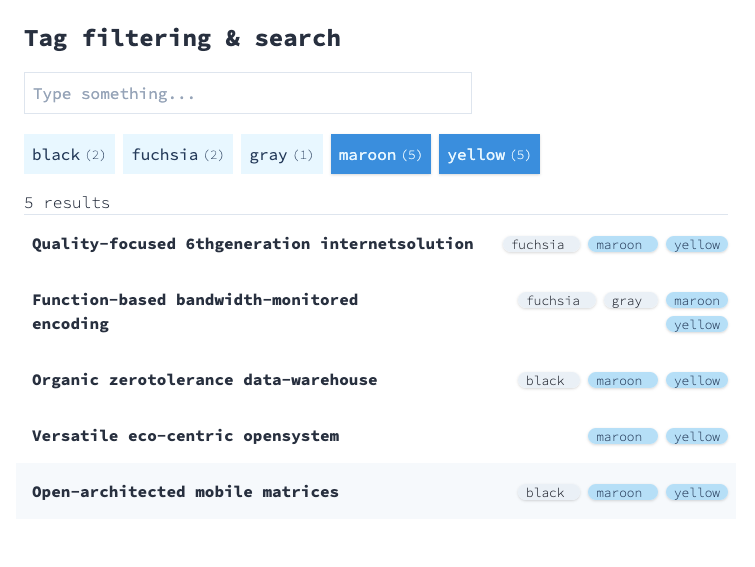 Tag filtering & search
Type something...
black (2) fuchsia (2) gray (1) maroon (5) yellow (5)
5 results
Quality-focused 6thgeneration internetsolution fuchsia maroon yellow
Function-based bandwidth-monitored fuchsia gray maroon
encoding yellow
Organic zerotolerance data-warehouse black maroon yellow
Versatile eco-centric opensystem maroon yellow
Open-architected mobile matrices black maroon yellow